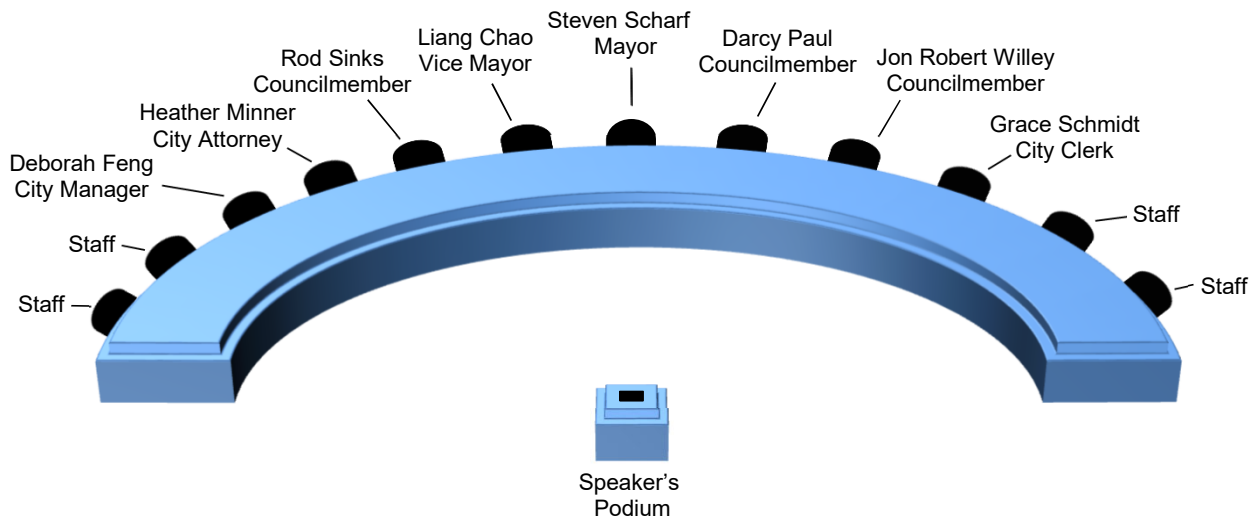 Steven Scharf
Mayor
Liang Chao
Vice Mayor
Darcy Paul
Councilmember
Rod Sinks
Councilmember
Jon Robert Willey
Councilmember
Heather Minner
City Attorney
Grace Schmidt
City Clerk
Deborah Feng
City Manager
Staff
Staff
Staff
Staff
Speaker’s
Podium